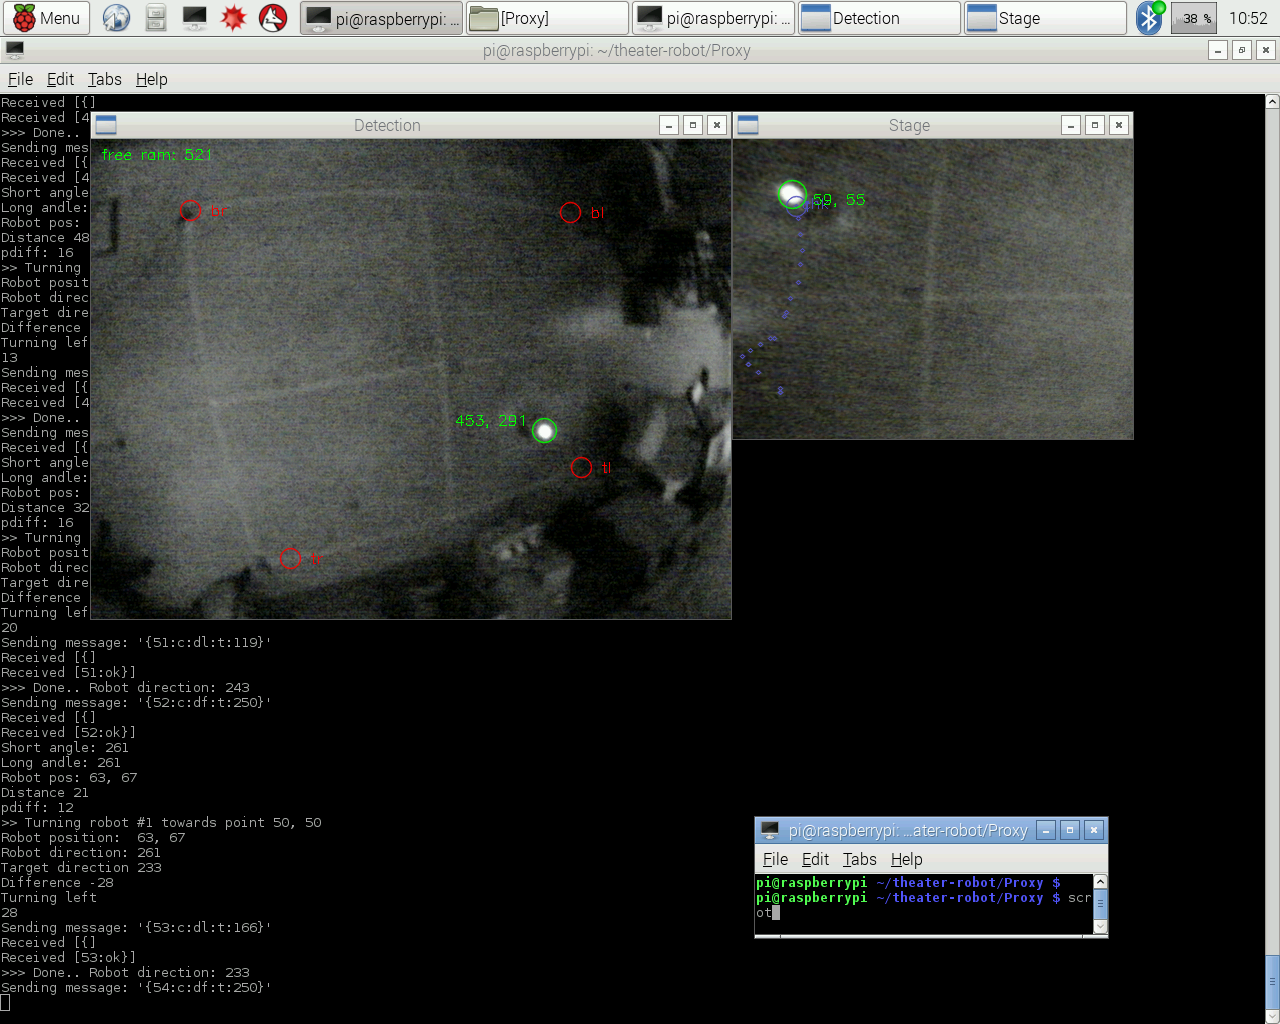 Menu
pi@raspberrypi: ...
[Proxy]
pi@raspberrypi: ...
Detection
Stage
38 %
10:52
pi@raspberrypi: ~/theater-robot/Proxy
File Edit Tabs Help
Received [{]
Received [4
>>> Done..
Sending mes
Received [{
Received [4
Short angle
Long angle:
Robot pos:
Distance 48
pdiff: 16
>> Turning
Robot posit
Robot direc
Target dire
Difference
Turning lef
13
Sending mes
Received [{
Received [4
>>> Done..
Sending mes
Received [{
Short angle
Long angle:
Robot pos:
Distance 32
pdiff: 16
>> Turning
Robot posit
Robot direc
Target dire
Difference
Turning lef
20
Sending message: '{51:c:dl:t:119}'
Received [{]
Received [51:ok}]
>>> Done.. Robot direction: 243
Sending message: '{52:c:df:t:250}'
Received [{]
Received [52:ok}]
Short angle: 261
Long andle: 261
Robot pos: 63, 67
Distance 21
pdiff: 12
>> Turning robot #1 towards point 50, 50
Robot position:  63, 67
Robot direction: 261
Target direction 233
Difference -28
Turning left
28
Sending message: '{53:c:dl:t:166}'
Received [{]
Received [53:ok}]
>>> Done.. Robot direction: 233
Sending message: '{54:c:df:t:250}'
Detection
free ram: 521
br
bl
453, 291
tl
tr
Stage
59, 55
pi@raspberrypi: ...ater-robot/Proxy
File Edit Tabs Help
pi@raspberrypi ~/theater-robot/Proxy $
pi@raspberrypi ~/theater-robot/Proxy $ scr
ot